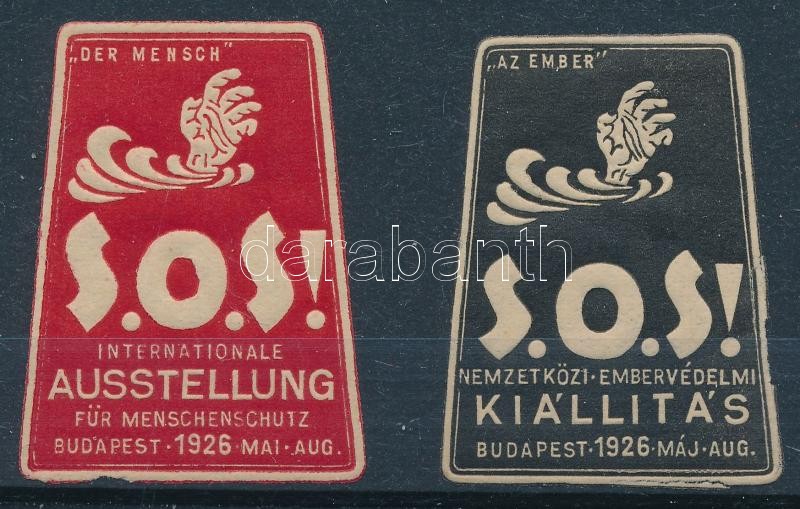 „DER MENSCH"
S.O.S!
INTERNATIONALE
AUSSTELLUNG
FÜR MENSCHENSCHUTZ
BUDAPEST · 1926 · MAI · AUG.
„AZ EMBER"
S.O.S!
NEMZETKÖZI · EMBERVÉDELMI
KIÁLLITÁS
BUDAPEST · 1926 · MÁJ · AUG.
darabanth